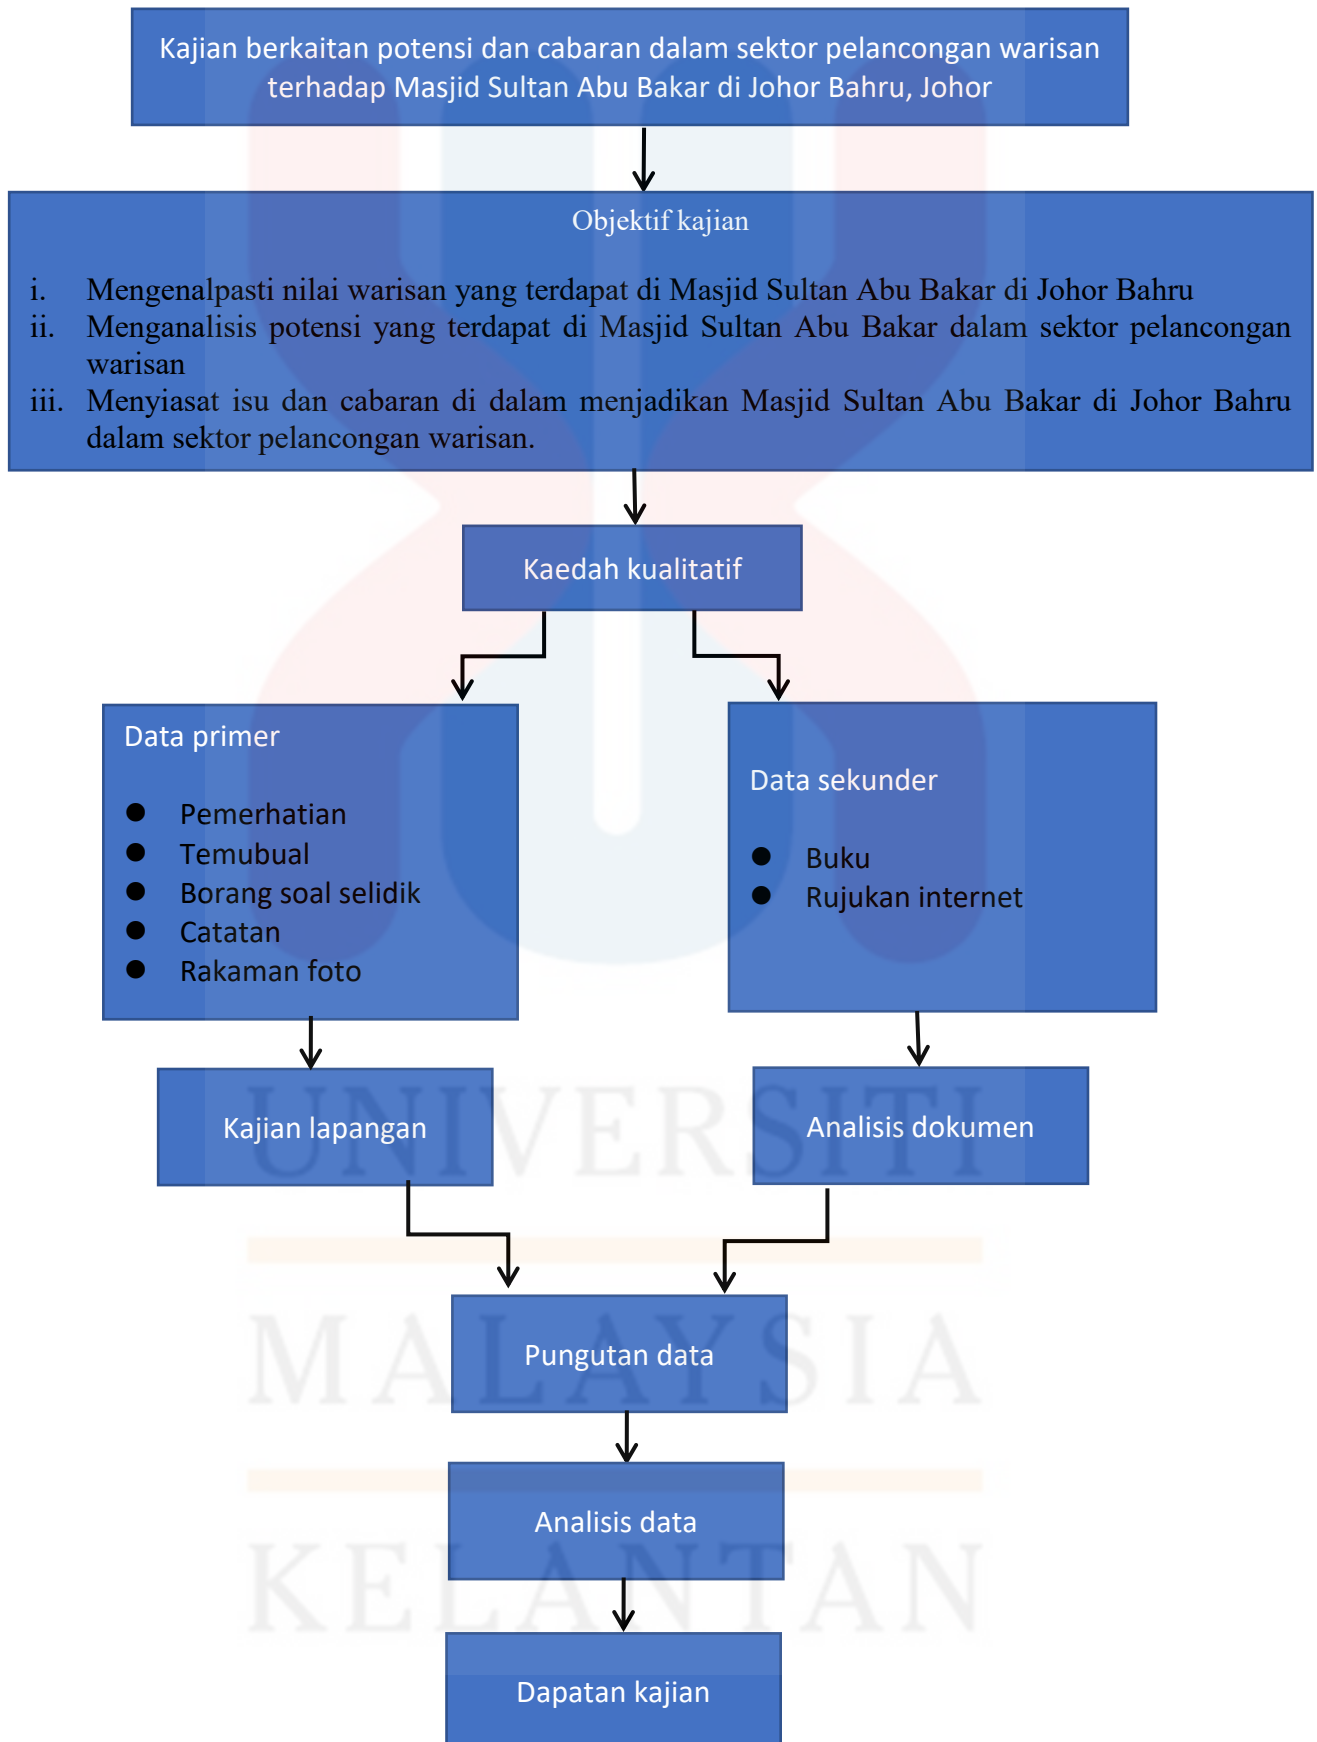 Kajian berkaitan potensi dan cabaran dalam sektor pelancongan warisan
terhadap Masjid Sultan Abu Bakar di Johor Bahru, Johor
Objektif kajian
i. Mengenalpasti nilai warisan yang terdapat di Masjid Sultan Abu Bakar di Johor Bahru
ii. Menganalisis potensi yang terdapat di Masjid Sultan Abu Bakar dalam sektor pelancongan
warisan
iii. Menyiasat isu dan cabaran di dalam menjadikan Masjid Sultan Abu Bakar di Johor Bahru
dalam sektor pelancongan warisan.
Kaedah kualitatif
Data primer
● Pemerhatian
● Temubual
● Borang soal selidik
● Catatan
● Rakaman foto
Data sekunder
● Buku
● Rujukan internet
Kajian lapangan
Analisis dokumen
Pungutan data
Analisis data
Dapatan kajian
UNIVERSITI
MALAYSIA
KELANTAN